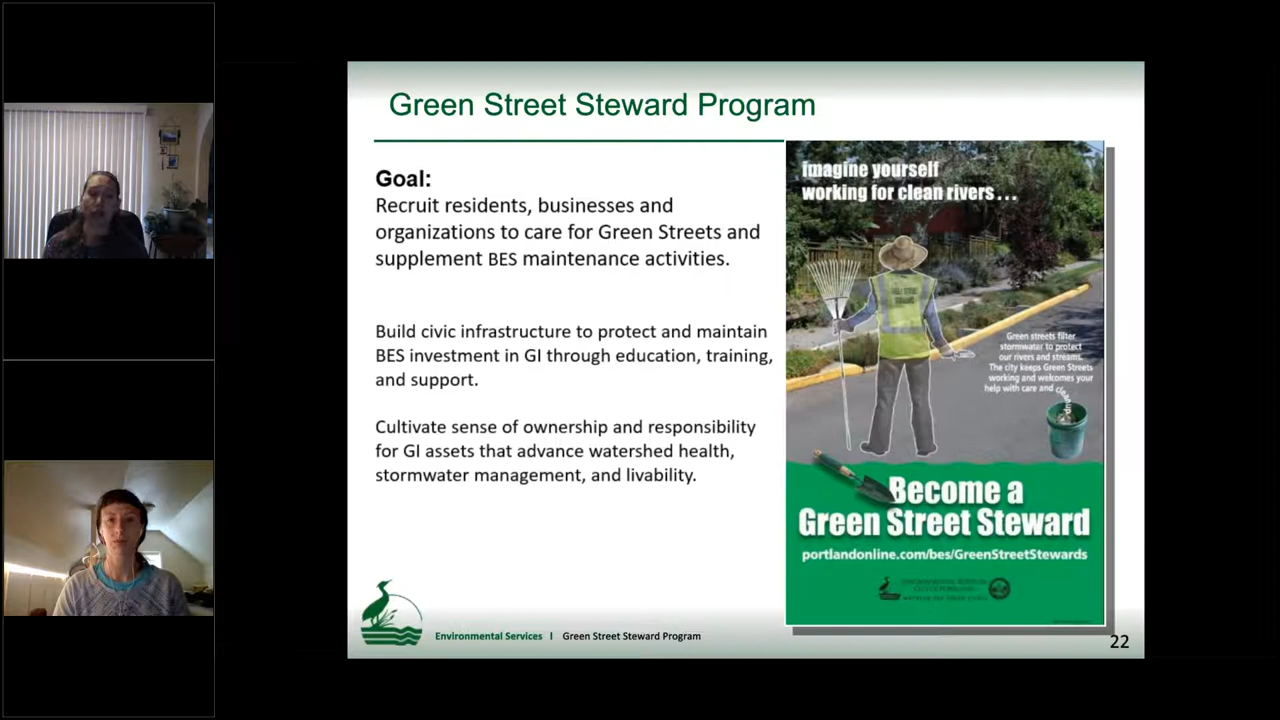 Green Street Steward Program
Goal:
Recruit residents, businesses and
organizations to care for Green Streets and
supplement BES maintenance activities.
Build civic infrastructure to protect and maintain
BES investment in GI through education, training,
and support.
Cultivate sense of ownership and responsibility
for GI assets that advance watershed health,
stormwater management, and livability.
imagine yourself
working for clean rivers...
Green streets filter
stormwater to protect
our rivers and streams.
The city keeps Green Streets
working and welcomes your
help with care and cleanup.
Become a
Green Street Steward
portlandonline.com/bes/GreenStreetStewards
Environmental Services | Green Street Steward Program
22